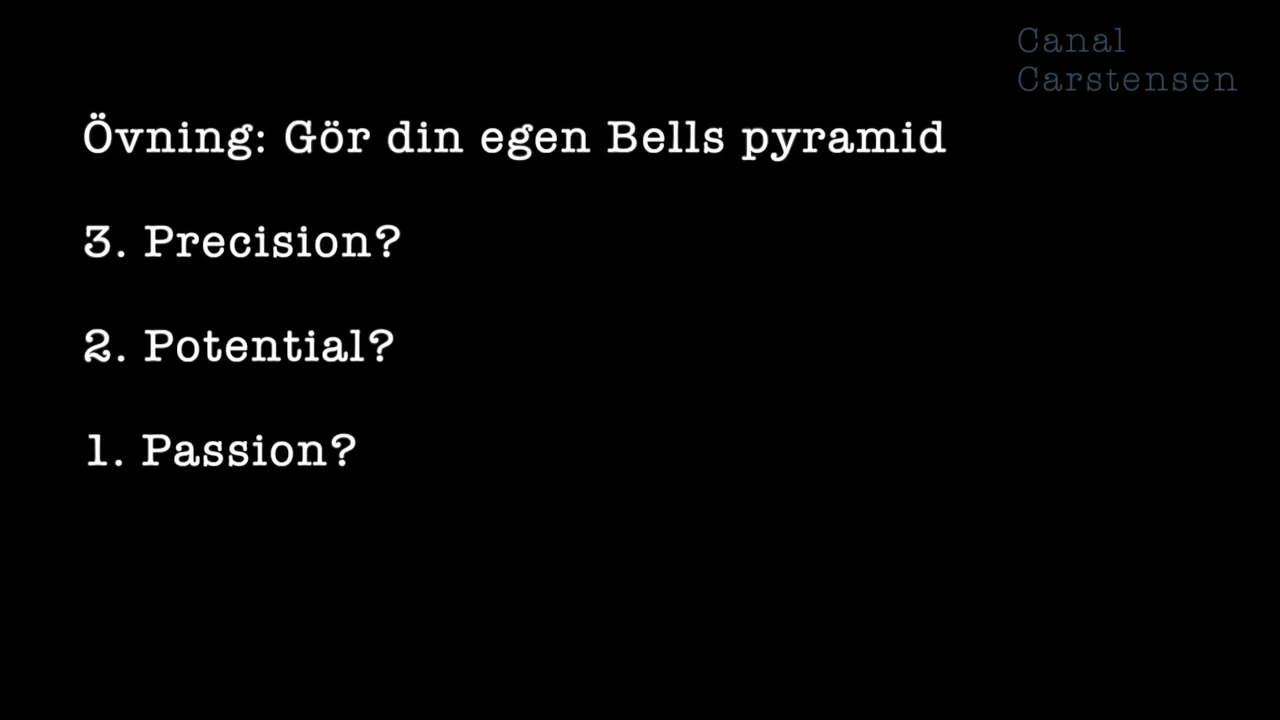 Canal
Carstensen
Övning: Gör din egen Bells pyramid
3. Precision?
2. Potential?
1. Passion?